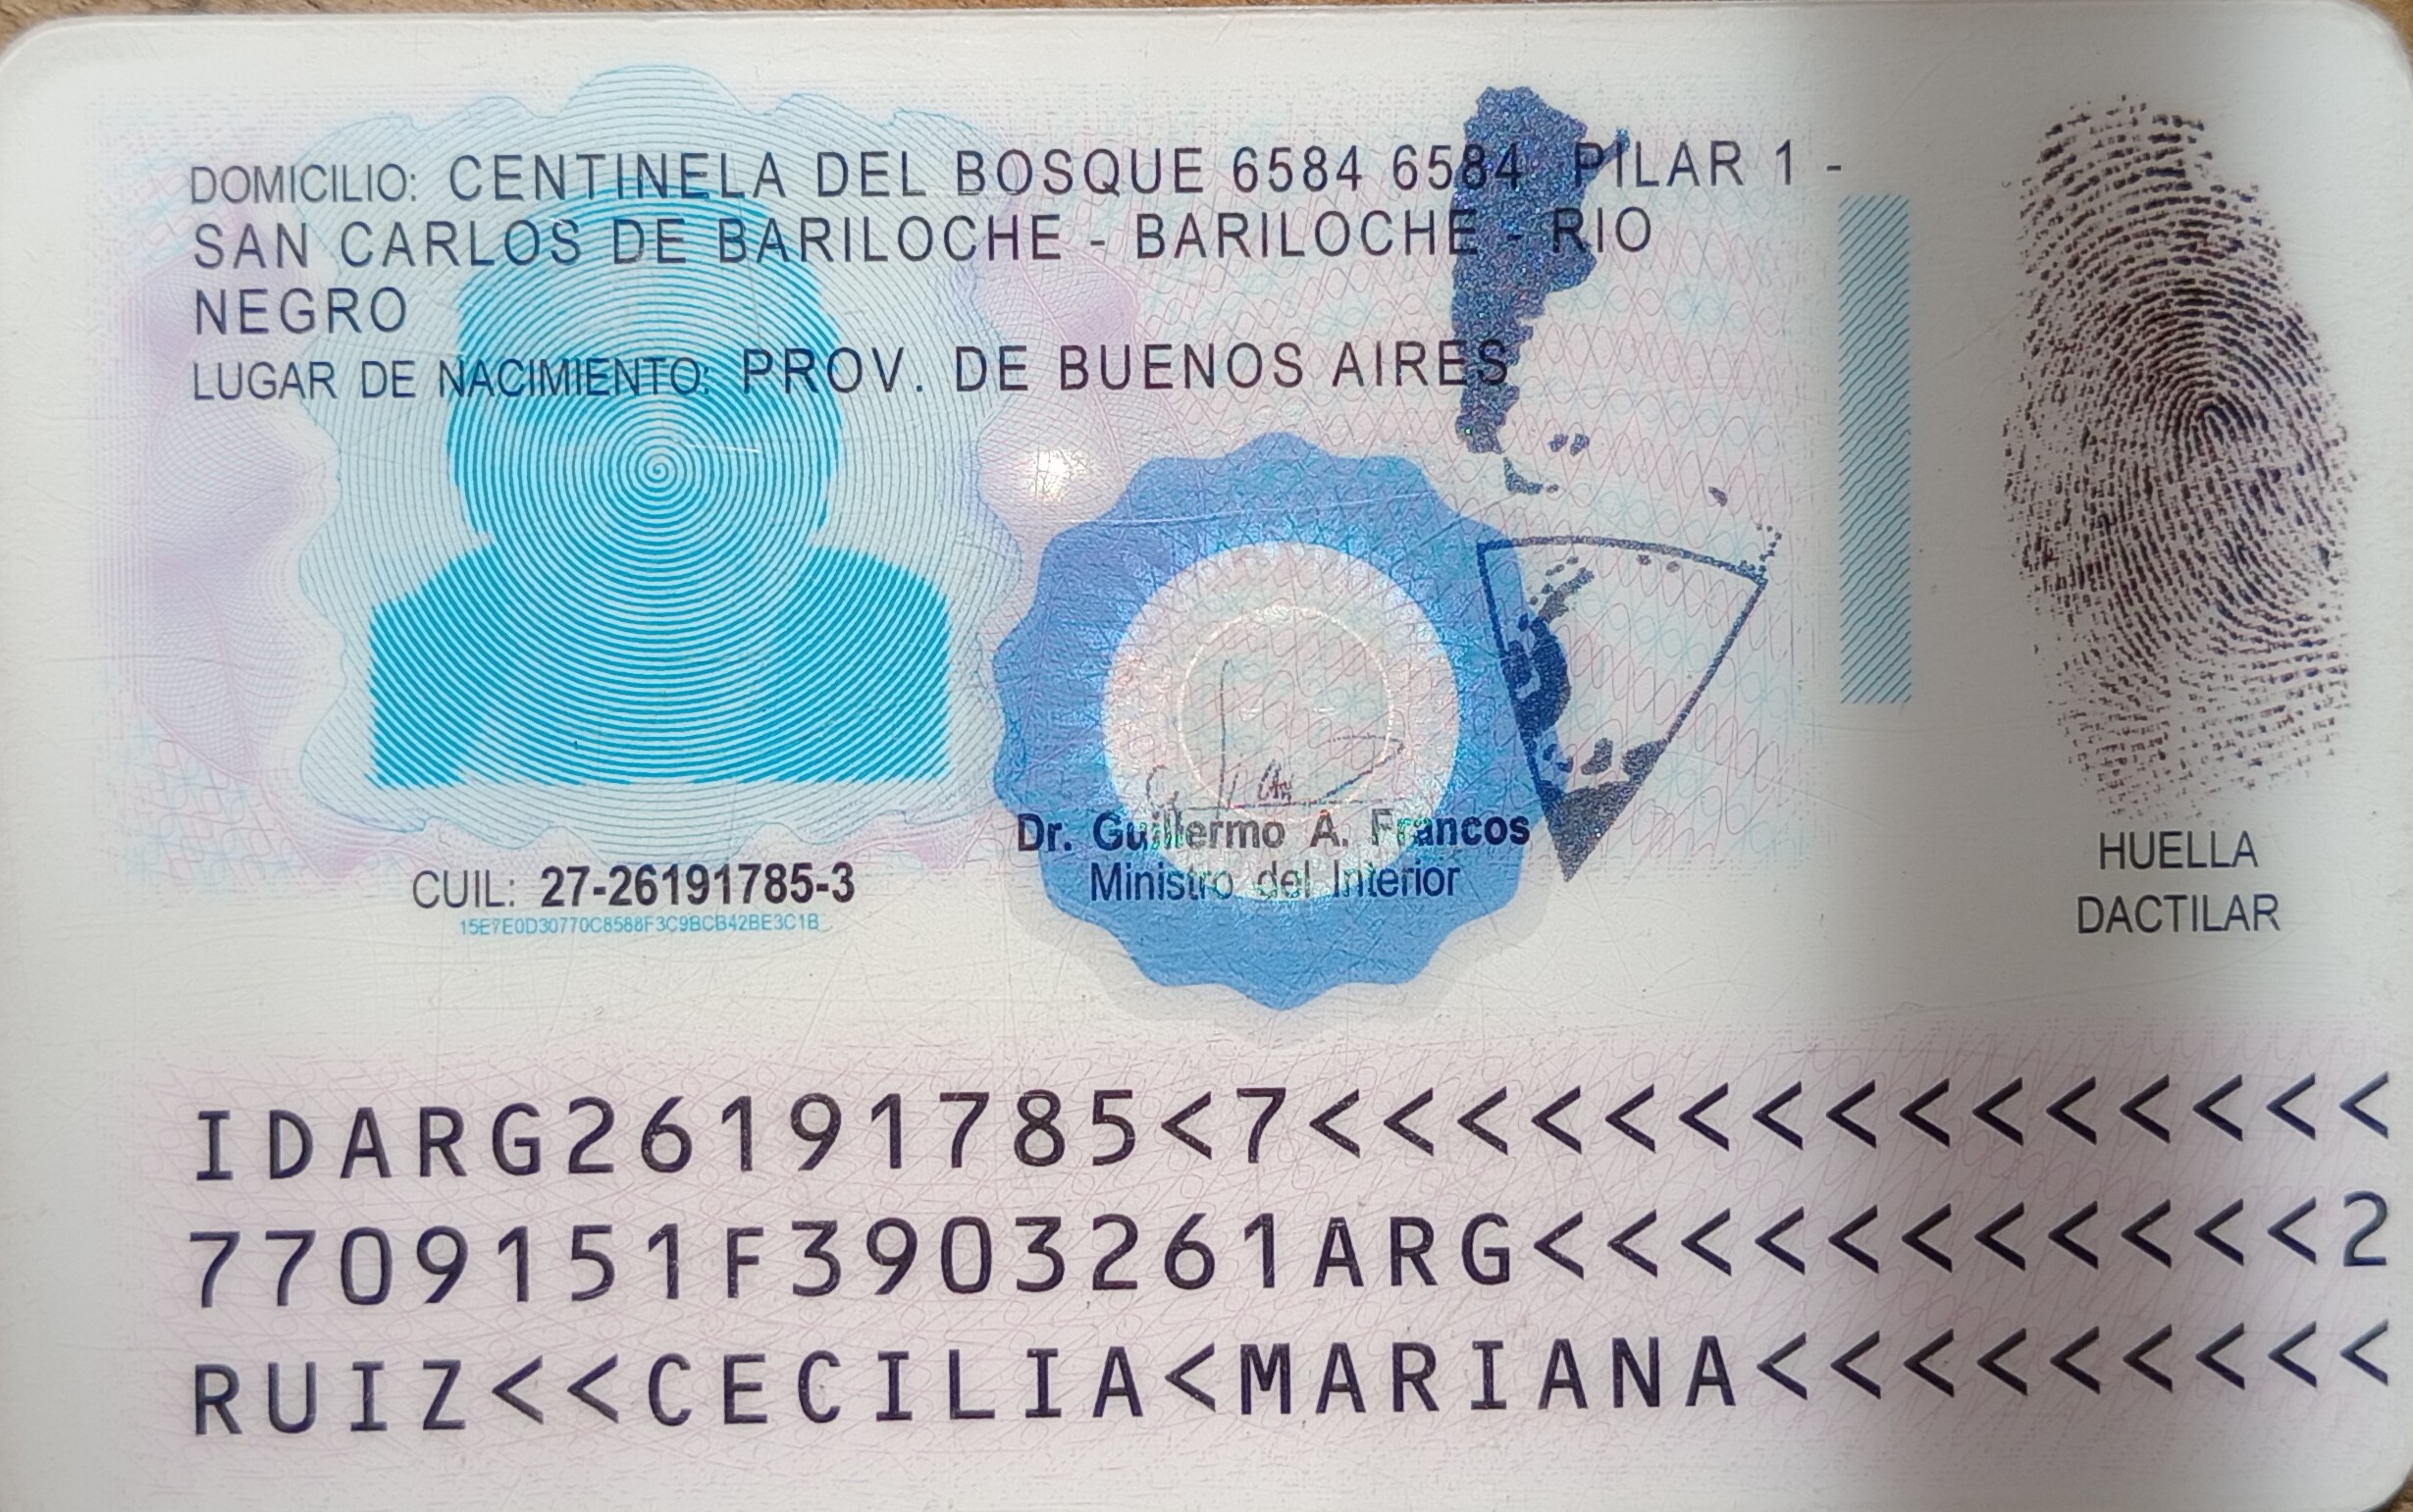 DOMICILIO: CENTINELA DEL BOSQUE 6584 6584 PILAR 1 -
SAN CARLOS DE BARILOCHE - BARILOCHE - RIO
NEGRO
LUGAR DE NACIMIENTO: PROV. DE BUENOS AIRES
Dr. Guillermo A. Francos
Ministro del Interior
CUIL: 27-26191785-3
15E7E0D30770C8588F3C9BCB42BE3C1B
HUELLA
DACTILAR
IDARG26191785<7<<<<<<<<<<<<<<<
7709151F3903261ARG<<<<<<<<<<<2
RUIZ<<CECILIA<MARIANA<<<<<<<<<